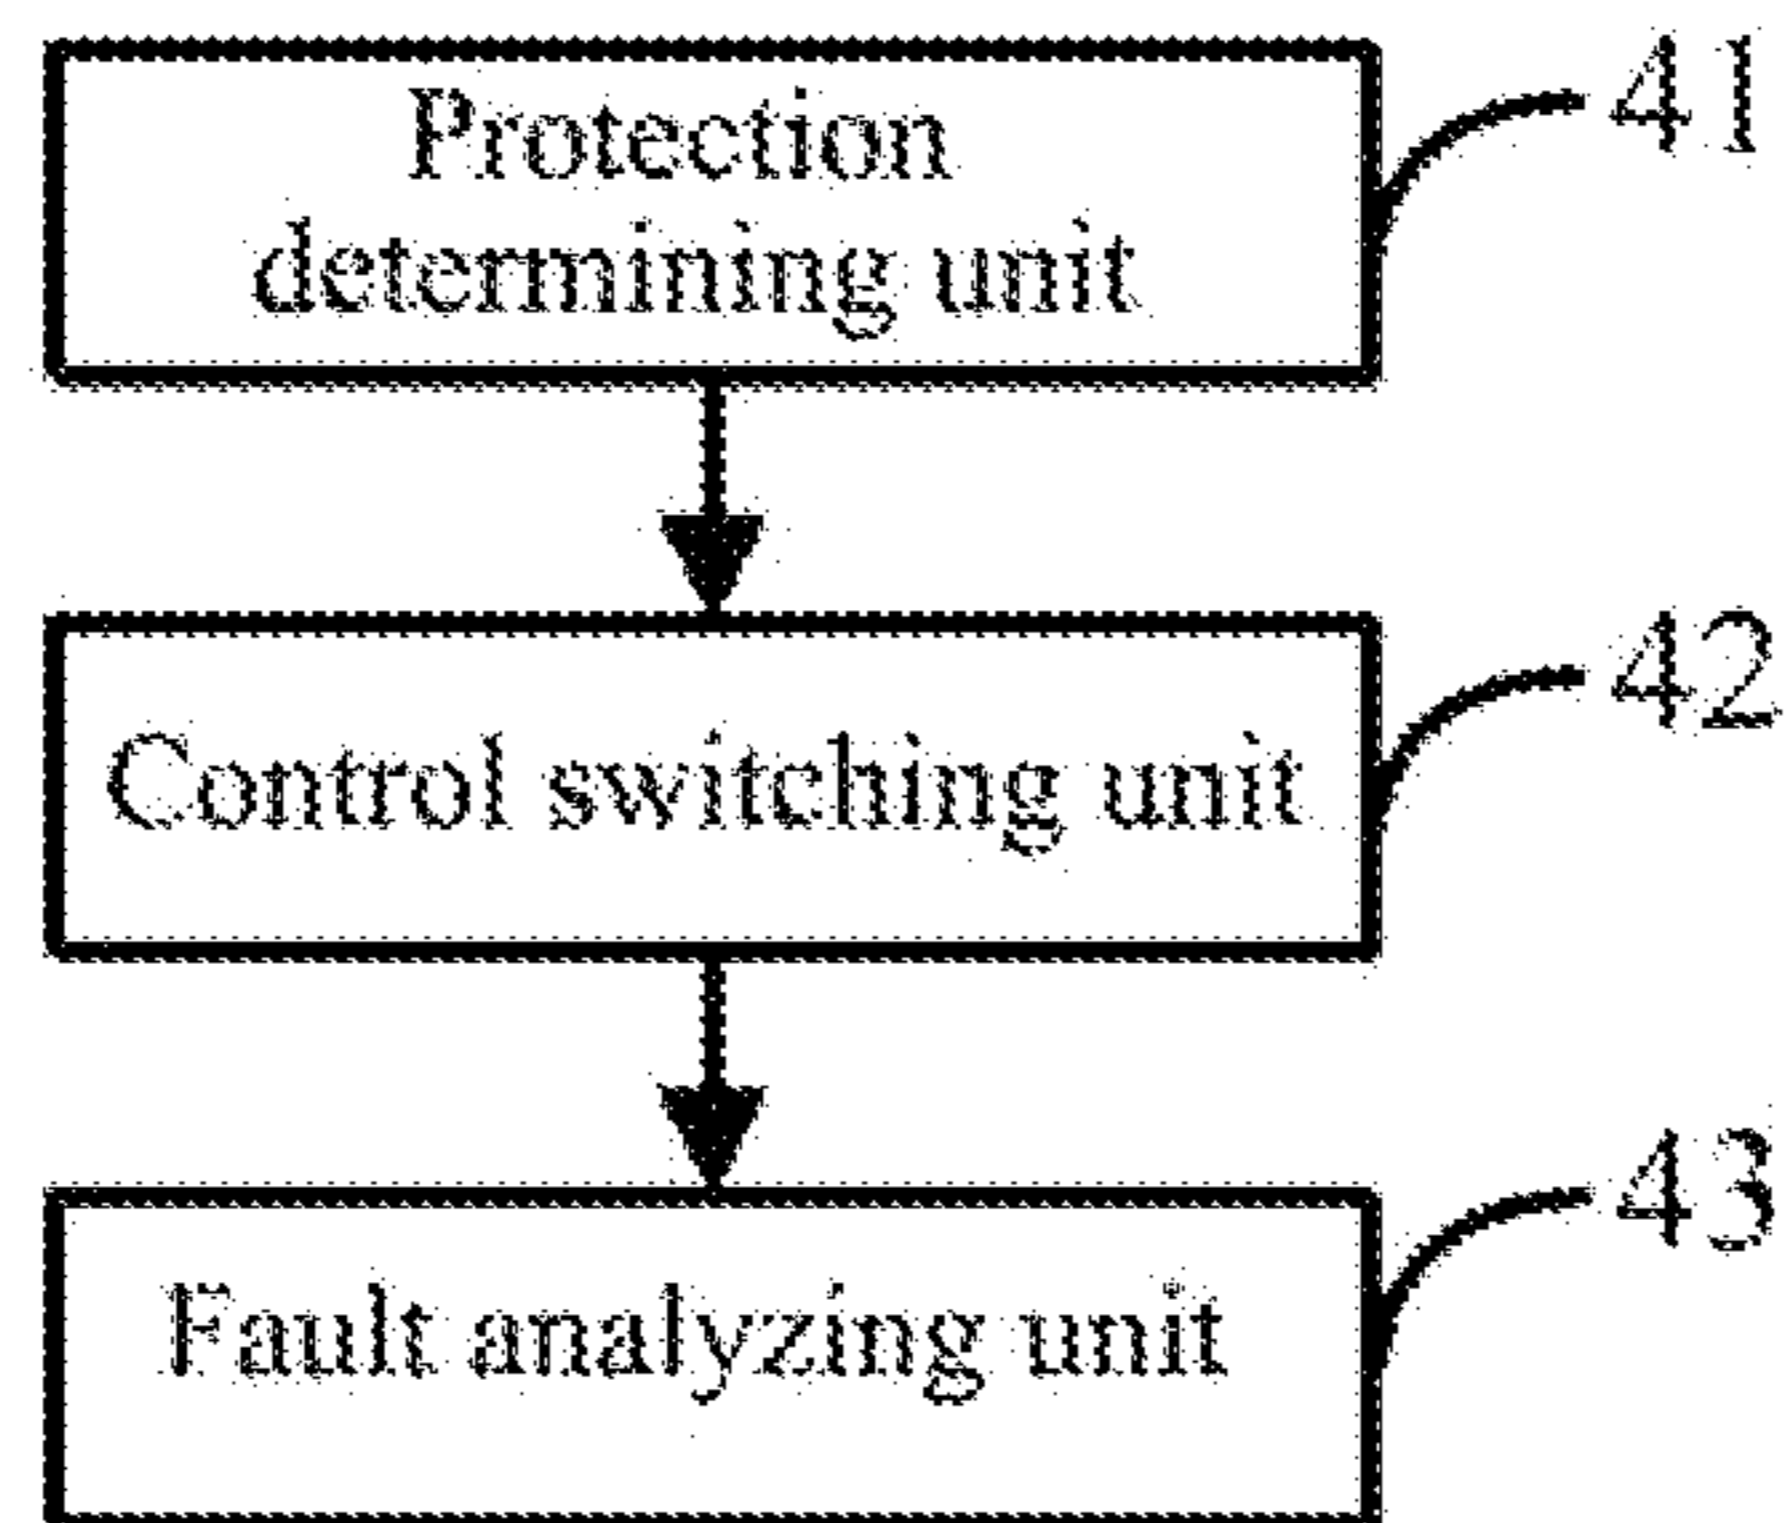 Protection
determining unit
41
Control switching unit
42
Fault analyzing unit
43